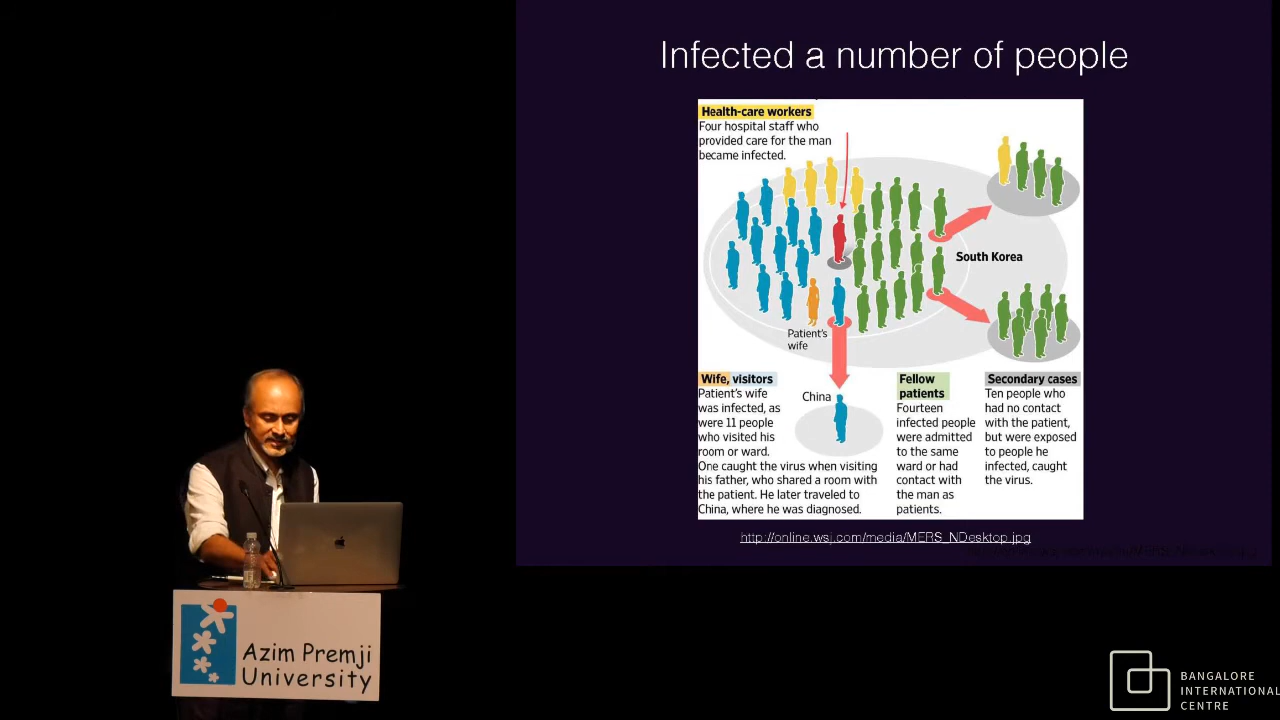 Infected a number of people
Health-care workers
Four hospital staff who
provided care for the man
became infected.
South Korea
Patient's
wife
Wife, visitors
Patient's wife
was infected, as
were 11 people
who visited his
room or ward.
One caught the virus when visiting
his father, who shared a room with
the patient. He later traveled to
China, where he was diagnosed.
China
Fellow
patients
Fourteen
infected people
were admitted
to the same
ward or had
contact with
the man as
patients.
Secondary cases
Ten people who
had no contact
with the patient,
but were exposed
to people he
infected, caught
the virus.
http://online.wsj.com/media/MERS_NDesktop.jpg
Azim Premji
University
BANGALORE
INTERNATIONAL
CENTRE